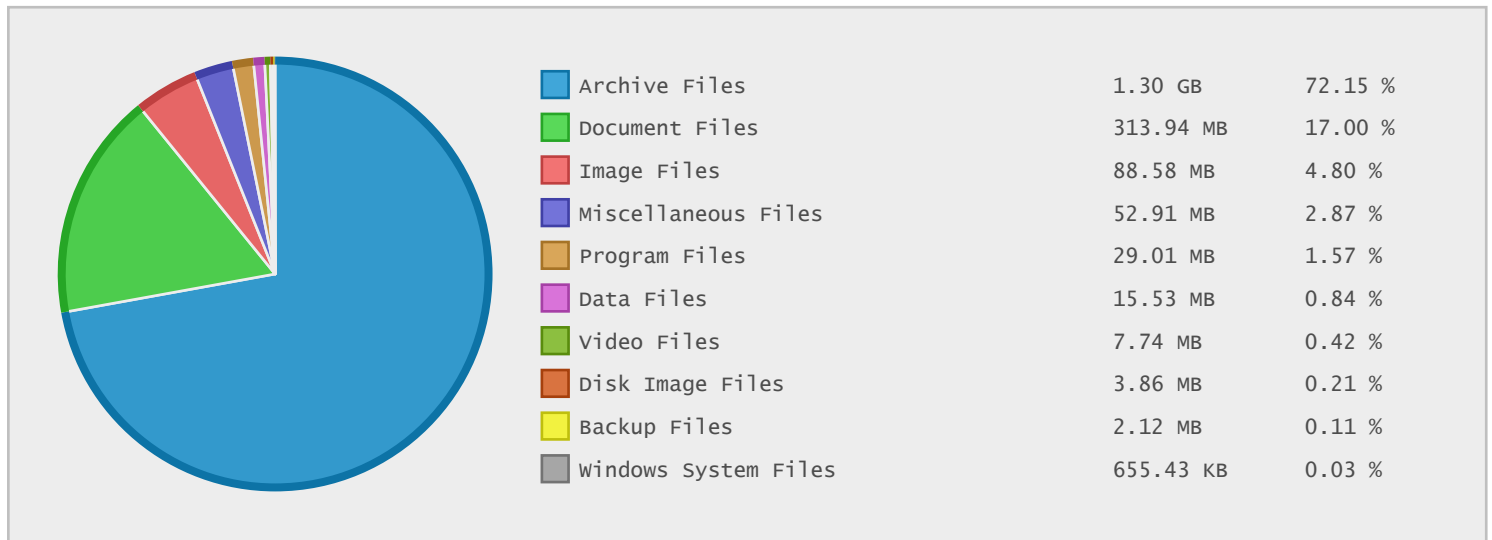 Archive Files 1.30 GB 72.15 %
Document Files 313.94 MB 17.00 %
Image Files 88.58 MB 4.80 %
Miscellaneous Files 52.91 MB 2.87 %
Program Files 29.01 MB 1.57 %
Data Files 15.53 MB 0.84 %
Video Files 7.74 MB 0.42 %
Disk Image Files 3.86 MB 0.21 %
Backup Files 2.12 MB 0.11 %
Windows System Files 655.43 KB 0.03 %